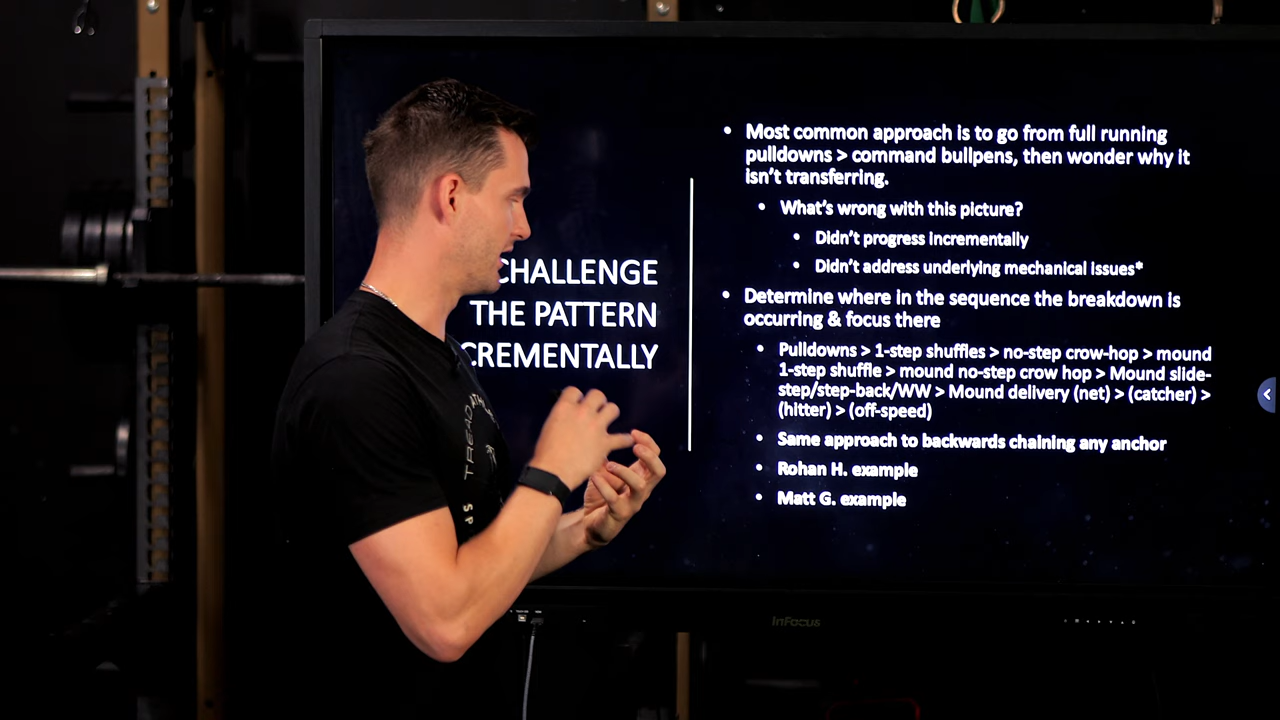 CHALLENGE
THE PATTERN
CREMENTALLY
• Most common approach is to go from full running
pulldowns > command bullpens, then wonder why it
isn't transferring.
• What's wrong with this picture?
• Didn't progress incrementally
• Didn't address underlying mechanical issues*
• Determine where in the sequence the breakdown is
occurring & focus there
• Pulldowns > 1-step shuffles > no-step crow-hop > mound
1-step shuffle > mound no-step crow hop > Mound slide-
step/step-back/WW > Mound delivery (net) > (catcher) >
(hitter) > (off-speed)
• Same approach to backwards chaining any anchor
• Rohan H. example
• Matt G. example
TREAD ATHL
SP
InFocus